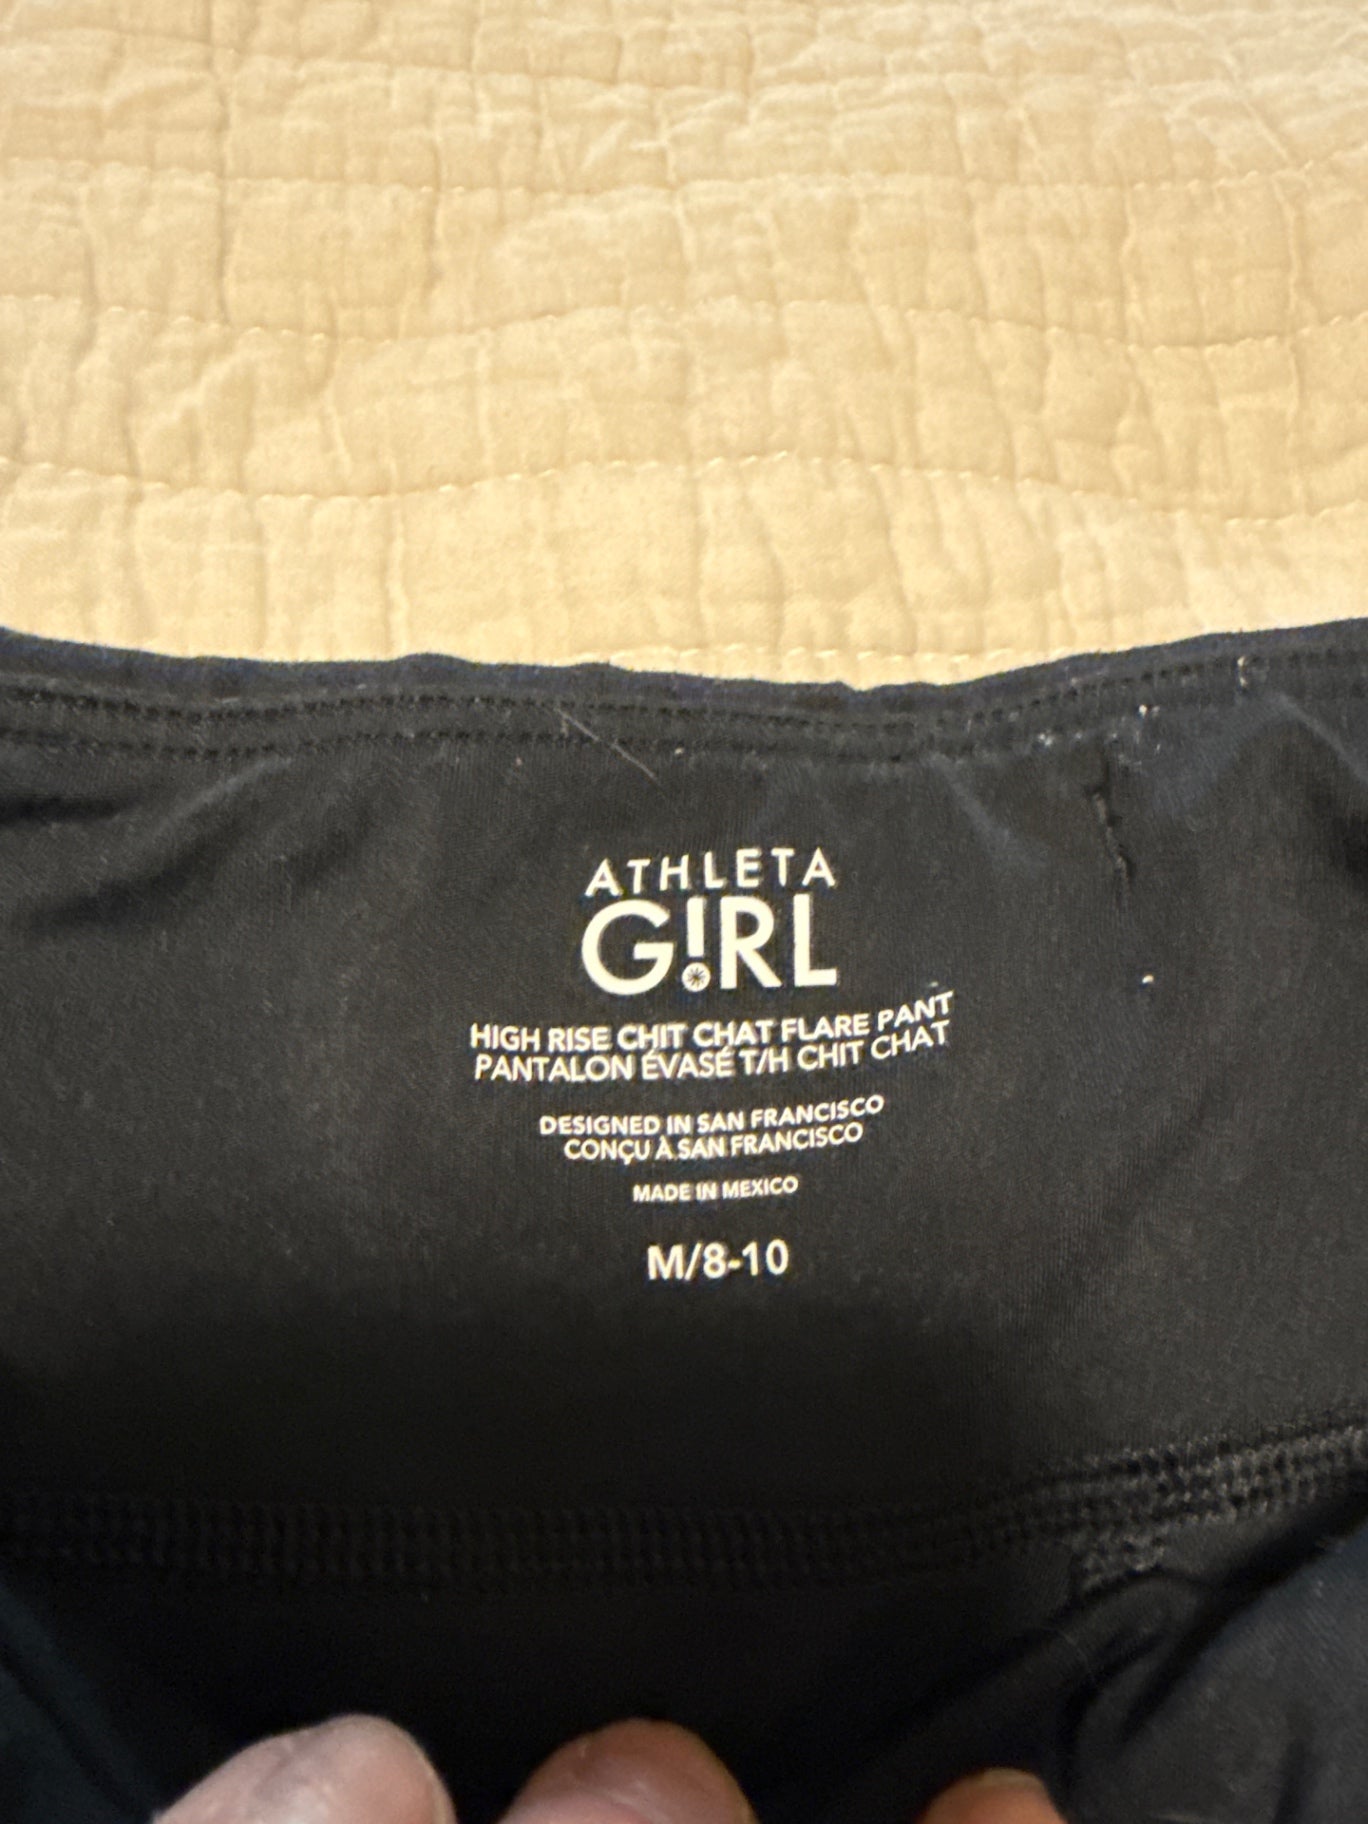 ATHLETA
G!RL
HIGH RISE CHIT CHAT FLARE PANT
PANTALON ÉVASÉ T/H CHIT CHAT
DESIGNED IN SAN FRANCISCO
CONÇU À SAN FRANCISCO
MADE IN MEXICO
M/8-10